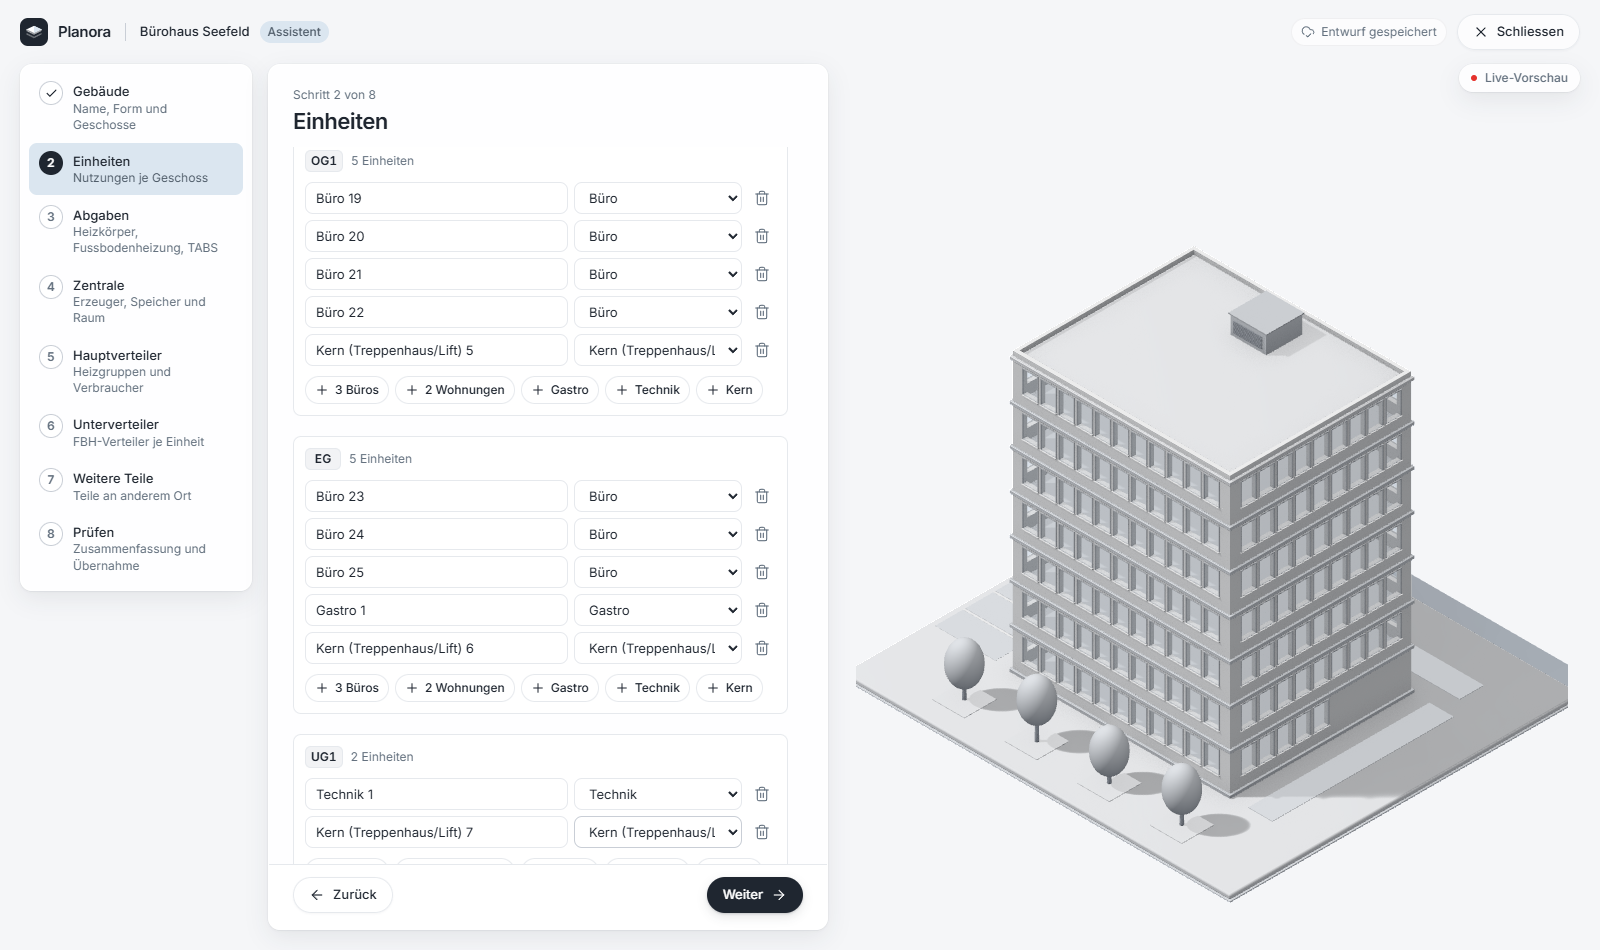 Planora
Bürohaus Seefeld
Assistent
Entwurf gespeichert
Schliessen
Live-Vorschau
Gebäude
Name, Form und
Geschosse
2
Einheiten
Nutzungen je Geschoss
3
Abgaben
Heizkörper,
Fussbodenheizung, TABS
4
Zentrale
Erzeuger, Speicher und
Raum
5
Hauptverteiler
Heizgruppen und
Verbraucher
6
Unterverteiler
FBH-Verteiler je Einheit
7
Weitere Teile
Teile an anderem Ort
8
Prüfen
Zusammenfassung und
Übernahme
Schritt 2 von 8
Einheiten
OG1 5 Einheiten
Büro 19 Büro
Büro 20 Büro
Büro 21 Büro
Büro 22 Büro
Kern (Treppenhaus/Lift) 5 Kern (Treppenhaus/L
+ 3 Büros + 2 Wohnungen + Gastro + Technik + Kern
EG 5 Einheiten
Büro 23 Büro
Büro 24 Büro
Büro 25 Büro
Gastro 1 Gastro
Kern (Treppenhaus/Lift) 6 Kern (Treppenhaus/L
+ 3 Büros + 2 Wohnungen + Gastro + Technik + Kern
UG1 2 Einheiten
Technik 1 Technik
Kern (Treppenhaus/Lift) 7 Kern (Treppenhaus/L
Zurück
Weiter